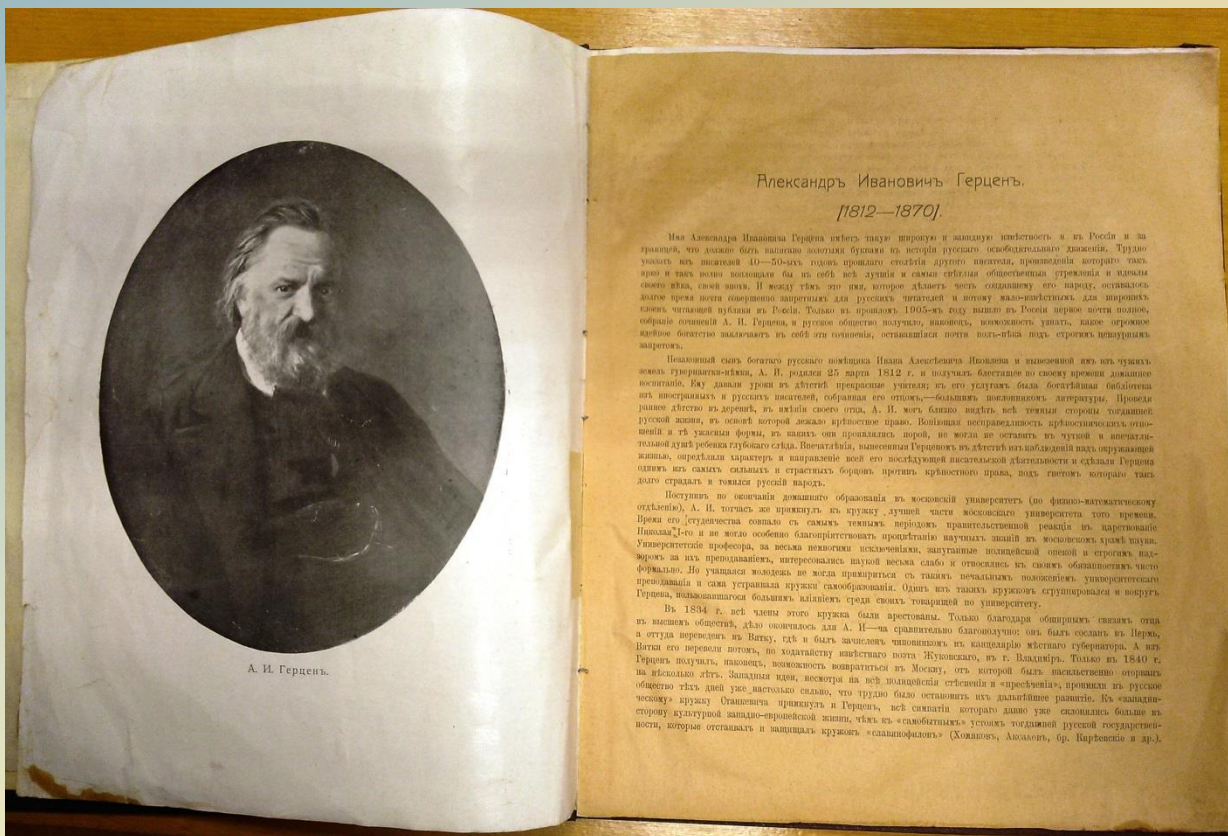 А. И. Герценъ.
Александръ Ивановичъ Герценъ.
[1812—1870].
Имя Александра Ивановича Герцена имѣетъ такую широкую и завидную извѣстность и въ Россіи и за
границей, что должно быть написано золотыми буквами въ исторіи русскаго освободительнаго движенія. Трудно
указать изъ писателей 40—50-ыхъ годовъ прошлаго столѣтія другого писателя, произведенія котораго такъ
ярко и такъ полно воплощали бы въ себѣ всѣ лучшія и самыя свѣтлыя общественныя стремленія и идеалы
своего вѣка, своей эпохи. И между тѣмъ это имя, которое дѣлаетъ честь создавшему его народу, оставалось
долгое время почти совершенно запретнымъ для русскихъ читателей и потому мало-извѣстнымъ для широкихъ
слоевъ читающей публики въ Россіи. Только въ прошломъ 1905-мъ году вышло въ Россіи первое почти полное,
собраніе сочиненій А. И. Герцена, и русское общество получило, наконецъ, возможность узнать, какое огромное
идейное богатство заключаютъ въ себѣ эти сочиненія, остававшіяся почти полъ-вѣка подъ строгимъ цензурнымъ
запретомъ.
Незаконный сынъ богатаго русскаго помѣщика Ивана Алексѣевича Яковлева и вывезенной имъ изъ чужихъ
земель гувернантки-нѣмки, А. И. родился 25 марта 1812 г. и получилъ блестящее по своему времени домашнее
воспитаніе. Ему давали уроки въ дѣтствѣ прекрасные учителя; къ его услугамъ была богатѣйшая библіотека
изъ иностранныхъ и русскихъ писателей, собранная его отцомъ,—большимъ поклонникомъ литературы. Проведя
раннее дѣтство въ деревнѣ, въ имѣніи своего отца, А. И. могъ близко видѣть всѣ темныя стороны тогдашней
русской жизни, въ основѣ которой лежало крѣпостное право. Вопіющая несправедливость крѣпостническихъ отно-
шеній и тѣ ужасныя формы, въ какихъ они проявлялись порой, не могли не оставить въ чуткой и впечатли-
тельной душѣ ребенка глубокаго слѣда. Впечатлѣнія, вынесенныя Герценомъ въ дѣтствѣ изъ наблюденій надъ окружающей
жизнью, опредѣлили характеръ и направленіе всей его послѣдующей писательской дѣятельности и сдѣлали Герцена
однимъ изъ самыхъ сильныхъ и страстныхъ борцовъ противъ крѣпостного права, подъ гнетомъ котораго такъ
долго страдалъ и томился русскій народъ.
Поступивъ по окончаніи домашняго образованія въ московскій университетъ (по физико-математическому
отдѣленію), А. И. тотчасъ же примкнулъ къ кружку лучшей части московскаго университета того времени.
Время его студенчества совпало съ самымъ темнымъ періодомъ правительственной реакціи въ царствованіе
Николая I-го и не могло особенно благопріятствовать процвѣтанію научныхъ знаній въ московскомъ храмѣ науки.
Университетскіе професора, за весьма немногими исключеніями, запуганные полицейской опекой и строгимъ над-
зоромъ за ихъ преподаваніемъ, интересовались наукой весьма слабо и относились къ своимъ обязанностямъ чисто
формально. Но учащаяся молодежь не могла примириться съ такимъ печальнымъ положеніемъ университетскаго
преподаванія и сама устраивала кружки самообразованія. Одинъ изъ такихъ кружковъ сгруппировался и вокругъ
Герцена, пользовавшагося большимъ вліяніемъ среди своихъ товарищей по университету.
Въ 1834 г. всѣ члены этого кружка были арестованы. Только благодаря обширнымъ связямъ отца
въ высшемъ обществѣ, дѣло окончилось для А. И—ча сравнительно благополучно: онъ былъ сосланъ въ Пермь,
а оттуда переведенъ въ Вятку, гдѣ и былъ зачисленъ чиновникомъ въ канцелярію мѣстнаго губернатора. А изъ
Вятки его перевели потомъ, по ходатайству извѣстнаго поэта Жуковскаго, въ г. Владиміръ. Только въ 1840 г.
Герценъ получилъ, наконецъ, возможность возвратиться въ Москву, отъ которой былъ насильственно оторванъ
на нѣсколько лѣтъ. Западныя идеи, несмотря на всѣ полицейскія стѣсненія и «пресѣченія», проникли въ русское
общество тѣхъ дней уже настолько сильно, что трудно было остановить ихъ дальнѣйшее развитіе. Къ «западни-
ческому» кружку Станкевича примкнулъ и Герценъ, всѣ симпатіи котораго давно уже склонялись больше въ
сторону культурной западно-европейской жизни, чѣмъ къ «самобытнымъ» устоямъ тогдашней русской государствен-
ности, которые отстаивалъ и защищалъ кружокъ «славянофиловъ» (Хомяковъ, Аксаковъ, бр. Кирѣевскіе и др.).